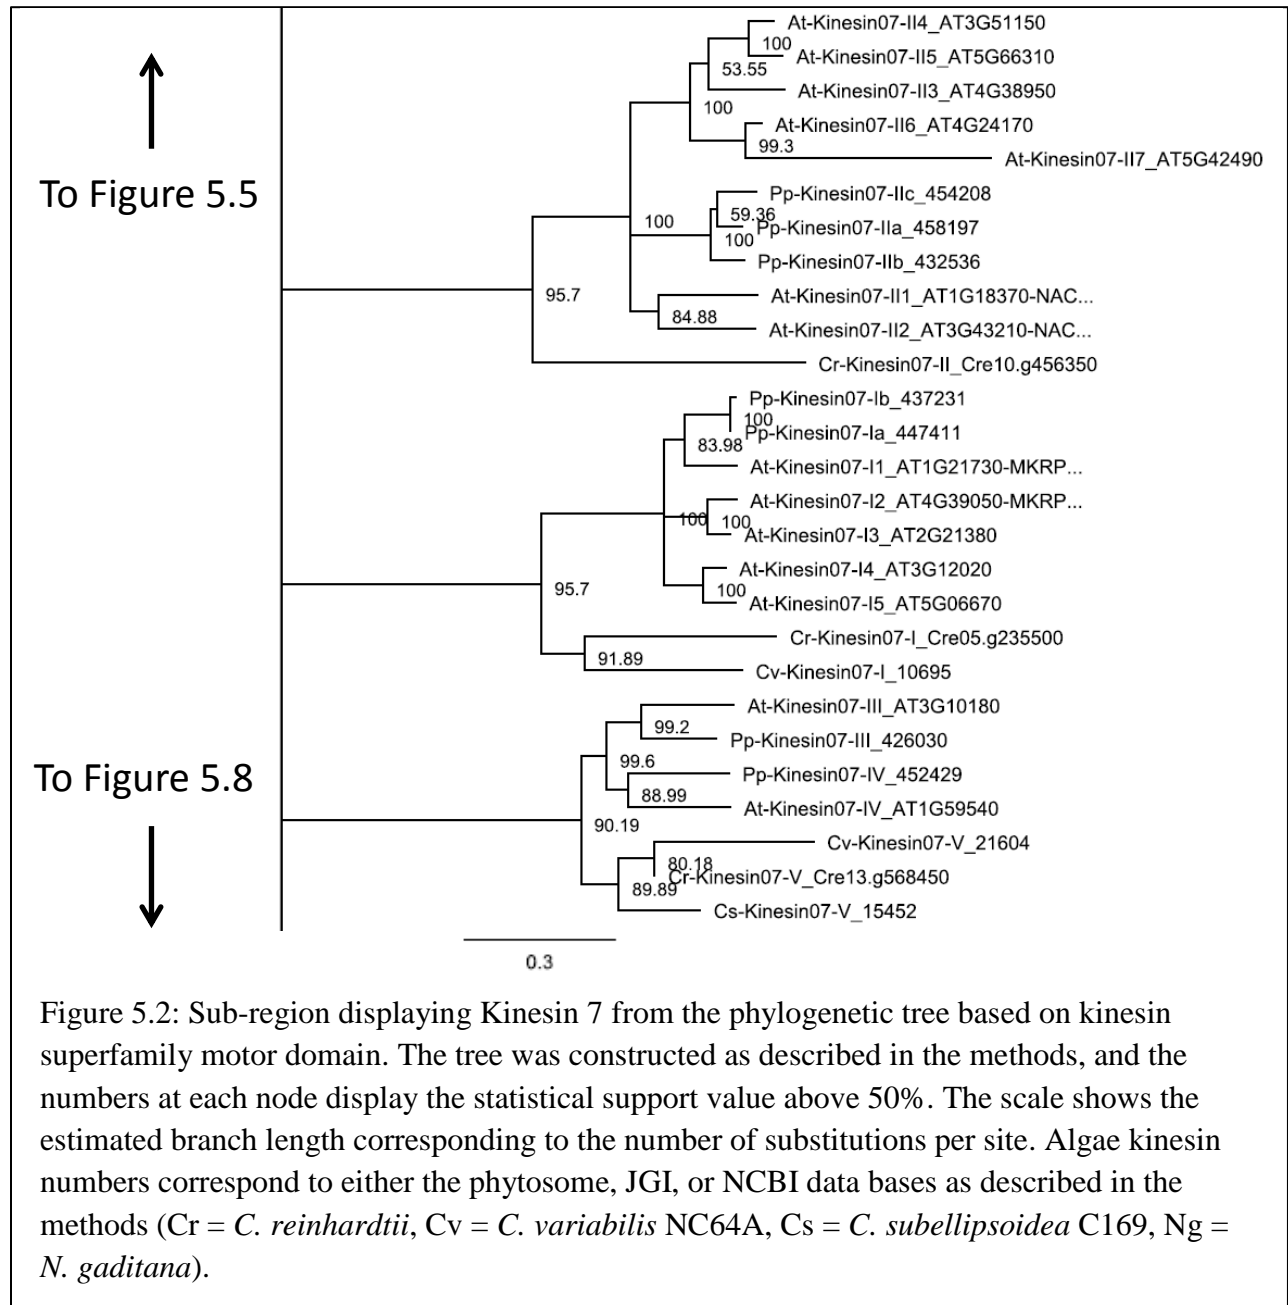 At-Kinesin07-II4_AT3G51150
100
At-Kinesin07-II5_AT5G66310
53.55
At-Kinesin07-II3_AT4G38950
100
At-Kinesin07-II6_AT4G24170
99.3
At-Kinesin07-II7_AT5G42490
To Figure 5.5
Pp-Kinesin07-IIc_454208
59.36
100
Pp-Kinesin07-IIa_458197
100
Pp-Kinesin07-IIb_432536
95.7
At-Kinesin07-II1_AT1G18370-NAC...
84.88
At-Kinesin07-II2_AT3G43210-NAC...
Cr-Kinesin07-II_Cre10.g456350
Pp-Kinesin07-Ib_437231
100
Pp-Kinesin07-Ia_447411
83.98
At-Kinesin07-I1_AT1G21730-MKRP...
At-Kinesin07-I2_AT4G39050-MKRP...
100
100
At-Kinesin07-I3_AT2G21380
At-Kinesin07-I4_AT3G12020
95.7
100
At-Kinesin07-I5_AT5G06670
Cr-Kinesin07-I_Cre05.g235500
91.89
Cv-Kinesin07-I_10695
At-Kinesin07-III_AT3G10180
99.2
Pp-Kinesin07-III_426030
99.6
To Figure 5.8
Pp-Kinesin07-IV_452429
88.99
At-Kinesin07-IV_AT1G59540
90.19
Cv-Kinesin07-V_21604
80.18
Cr-Kinesin07-V_Cre13.g568450
89.89
Cs-Kinesin07-V_15452
0.3
Figure 5.2: Sub-region displaying Kinesin 7 from the phylogenetic tree based on kinesin
superfamily motor domain. The tree was constructed as described in the methods, and the
numbers at each node display the statistical support value above 50%. The scale shows the
estimated branch length corresponding to the number of substitutions per site. Algae kinesin
numbers correspond to either the phytosome, JGI, or NCBI data bases as described in the
methods (Cr = C. reinhardtii, Cv = C. variabilis NC64A, Cs = C. subellipsoidea C169, Ng =
N. gaditana).